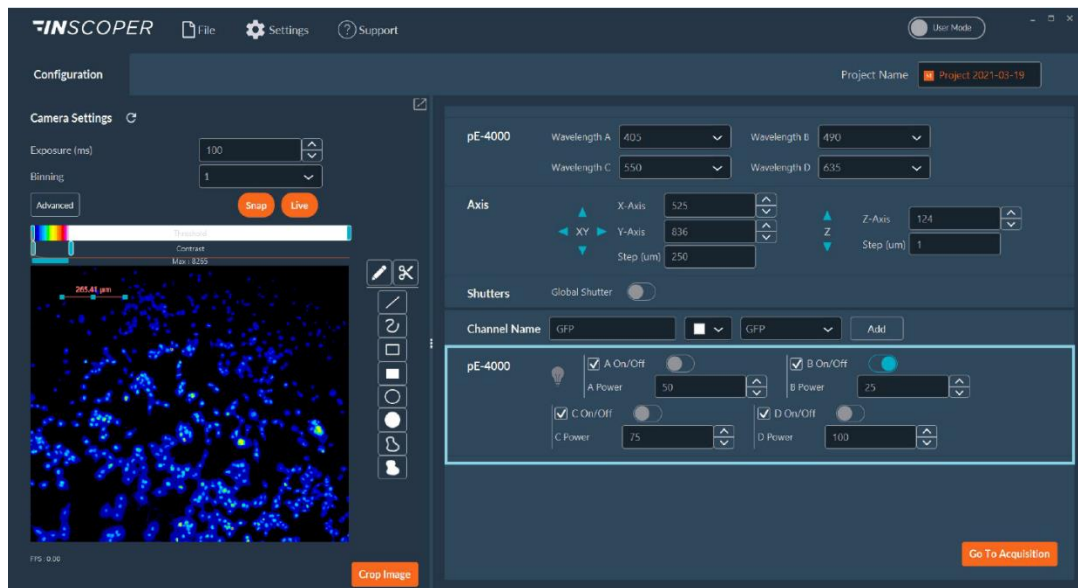 INSCOPER File Settings Support User Mode
Configuration Project Name M Project 2021-03-19
Camera Settings
Exposure (ms) 100
Binning 1
Advanced Snap Live
Threshold
Contrast
Max : 8255
265.41 µm
FPS : 0.00
Crop Image
pE-4000 Wavelength A 405 Wavelength B 490
Wavelength C 550 Wavelength D 635
Axis X-Axis 525
XY Y-Axis 836
Step (um) 250
Z Z-Axis 124
Step (um) 1
Shutters Global Shutter
Channel Name GFP GFP Add
pE-4000 A On/Off B On/Off
A Power 50 B Power 25
C On/Off D On/Off
C Power 75 D Power 100
Go To Acquisition